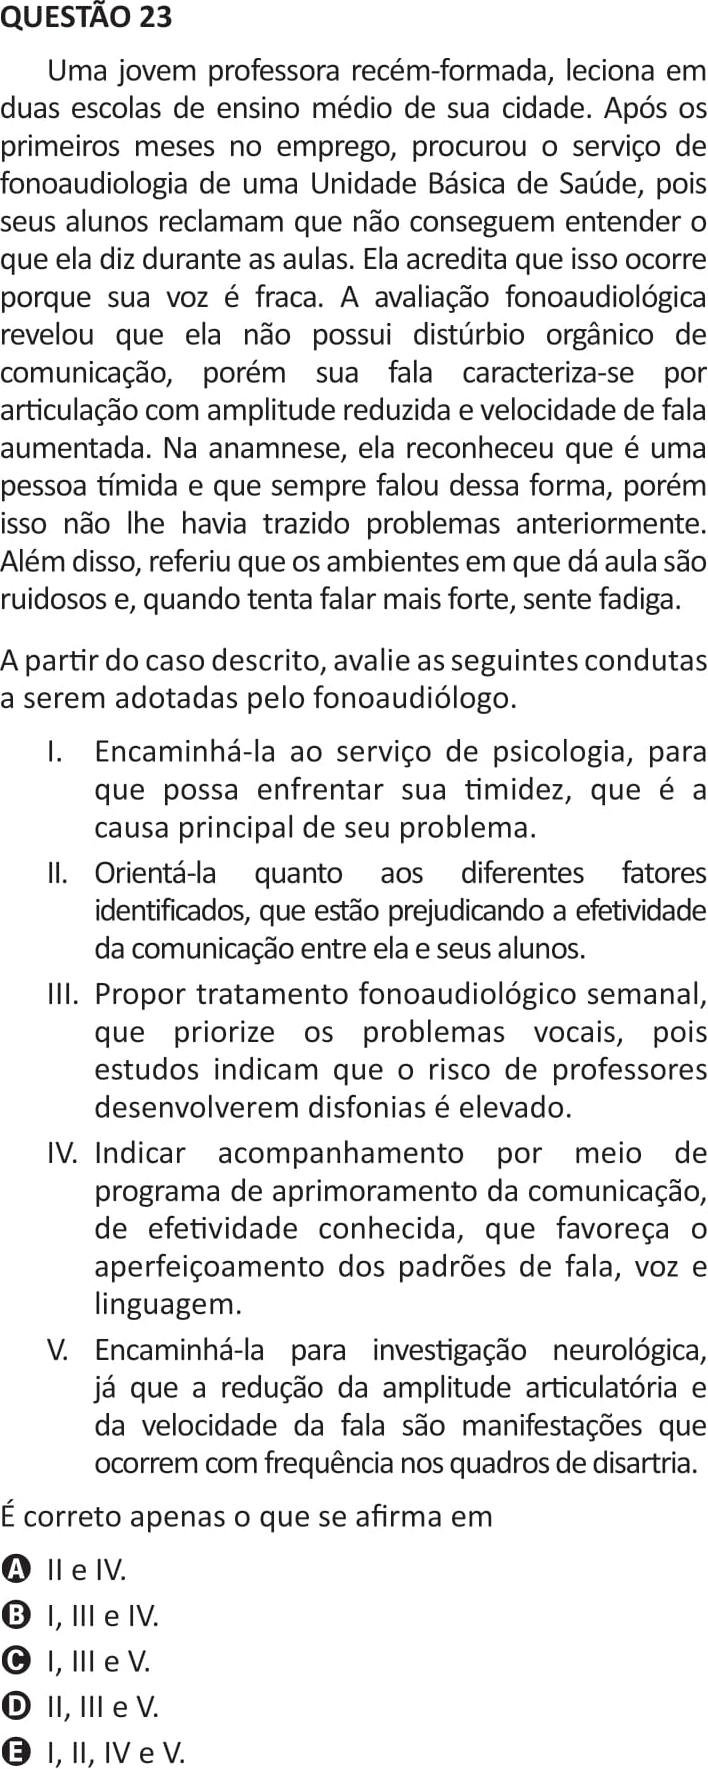 QUESTÃO 23
Uma jovem professora recém-formada, leciona em
duas escolas de ensino médio de sua cidade. Após os
primeiros meses no emprego, procurou o serviço de
fonoaudiologia de uma Unidade Básica de Saúde, pois
seus alunos reclamam que não conseguem entender o
que ela diz durante as aulas. Ela acredita que isso ocorre
porque sua voz é fraca. A avaliação fonoaudiológica
revelou que ela não possui distúrbio orgânico de
comunicação, porém sua fala caracteriza-se por
articulação com amplitude reduzida e velocidade de fala
aumentada. Na anamnese, ela reconheceu que é uma
pessoa tímida e que sempre falou dessa forma, porém
isso não lhe havia trazido problemas anteriormente.
Além disso, referiu que os ambientes em que dá aula são
ruidosos e, quando tenta falar mais forte, sente fadiga.
A partir do caso descrito, avalie as seguintes condutas
a serem adotadas pelo fonoaudiólogo.
I. Encaminhá-la ao serviço de psicologia, para
que possa enfrentar sua timidez, que é a
causa principal de seu problema.
II. Orientá-la quanto aos diferentes fatores
identificados, que estão prejudicando a efetividade
da comunicação entre ela e seus alunos.
III. Propor tratamento fonoaudiológico semanal,
que priorize os problemas vocais, pois
estudos indicam que o risco de professores
desenvolverem disfonias é elevado.
IV. Indicar acompanhamento por meio de
programa de aprimoramento da comunicação,
de efetividade conhecida, que favoreça o
aperfeiçoamento dos padrões de fala, voz e
linguagem.
V. Encaminhá-la para investigação neurológica,
já que a redução da amplitude articulatória e
da velocidade da fala são manifestações que
ocorrem com frequência nos quadros de disartria.
É correto apenas o que se afirma em
A II e IV.
B I, III e IV.
C I, III e V.
D II, III e V.
E I, II, IV e V.